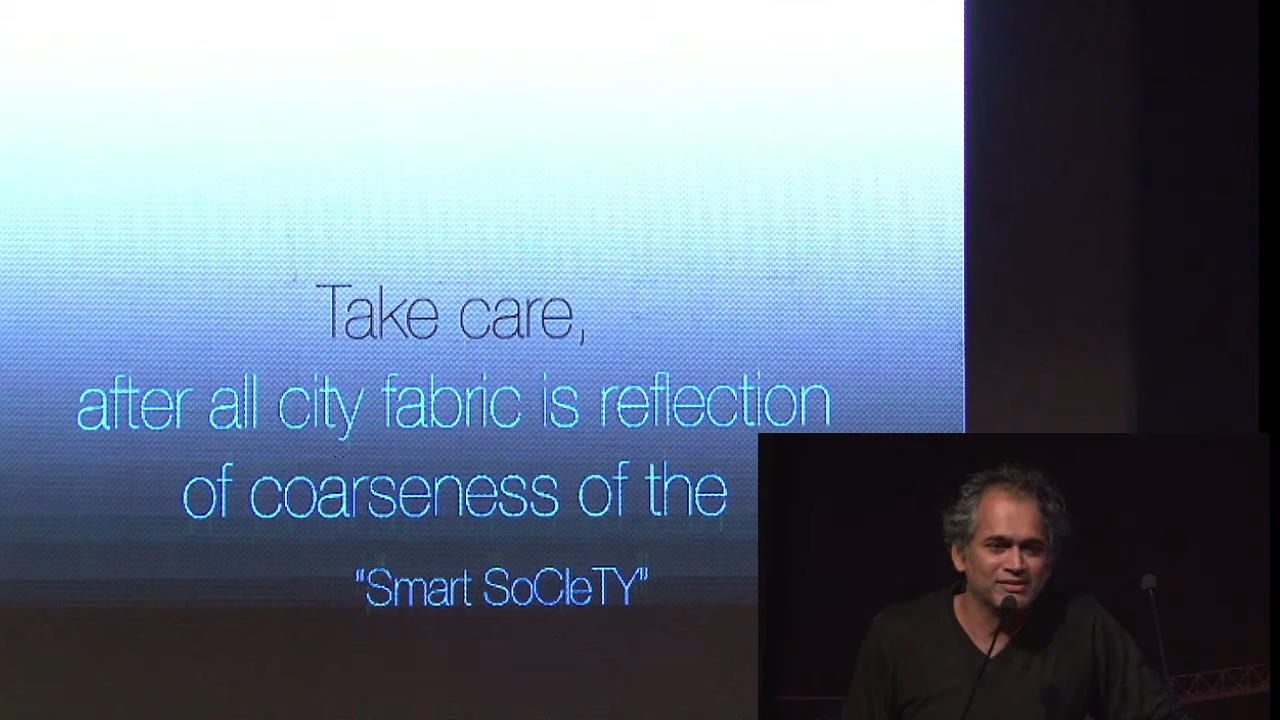 Take care,
after all city fabric is reflection
of coarseness of the
"Smart SoCIeTY"